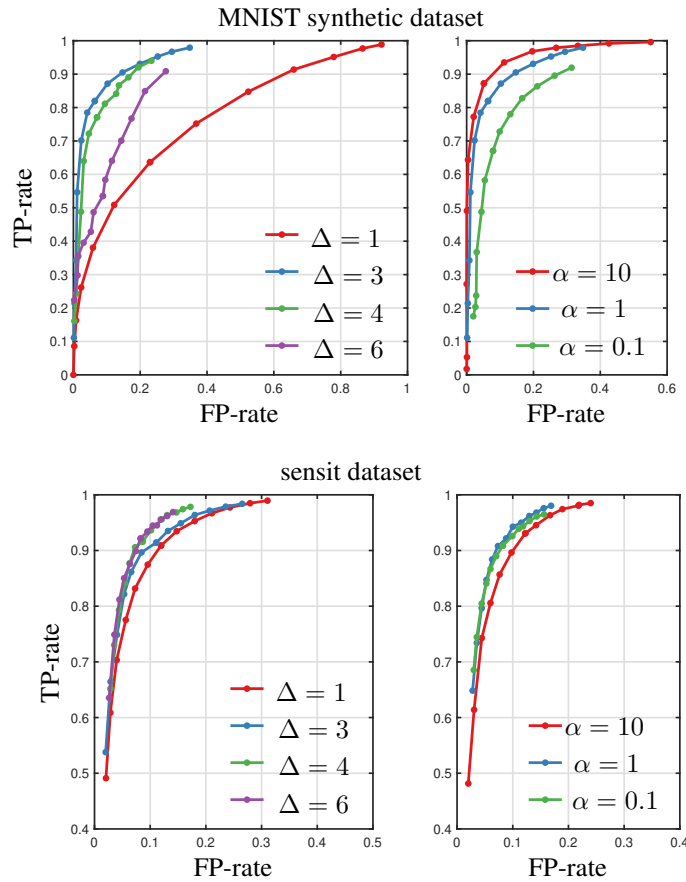 MNIST synthetic dataset
TP-rate
1
0.9
0.8
0.7
0.6
0.5
0.4
0.3
0.2
0.1
0
0 0.2 0.4 0.6 0.8 1
FP-rate
Δ = 1
Δ = 3
Δ = 4
Δ = 6
1
0.9
0.8
0.7
0.6
0.5
0.4
0.3
0.2
0.1
0
0 0.2 0.4 0.6
FP-rate
α = 10
α = 1
α = 0.1
sensit dataset
TP-rate
1
0.9
0.8
0.7
0.6
0.5
0.4
0 0.1 0.2 0.3 0.4 0.5
FP-rate
Δ = 1
Δ = 3
Δ = 4
Δ = 6
1
0.9
0.8
0.7
0.6
0.5
0.4
0 0.1 0.2 0.3 0.4
FP-rate
α = 10
α = 1
α = 0.1